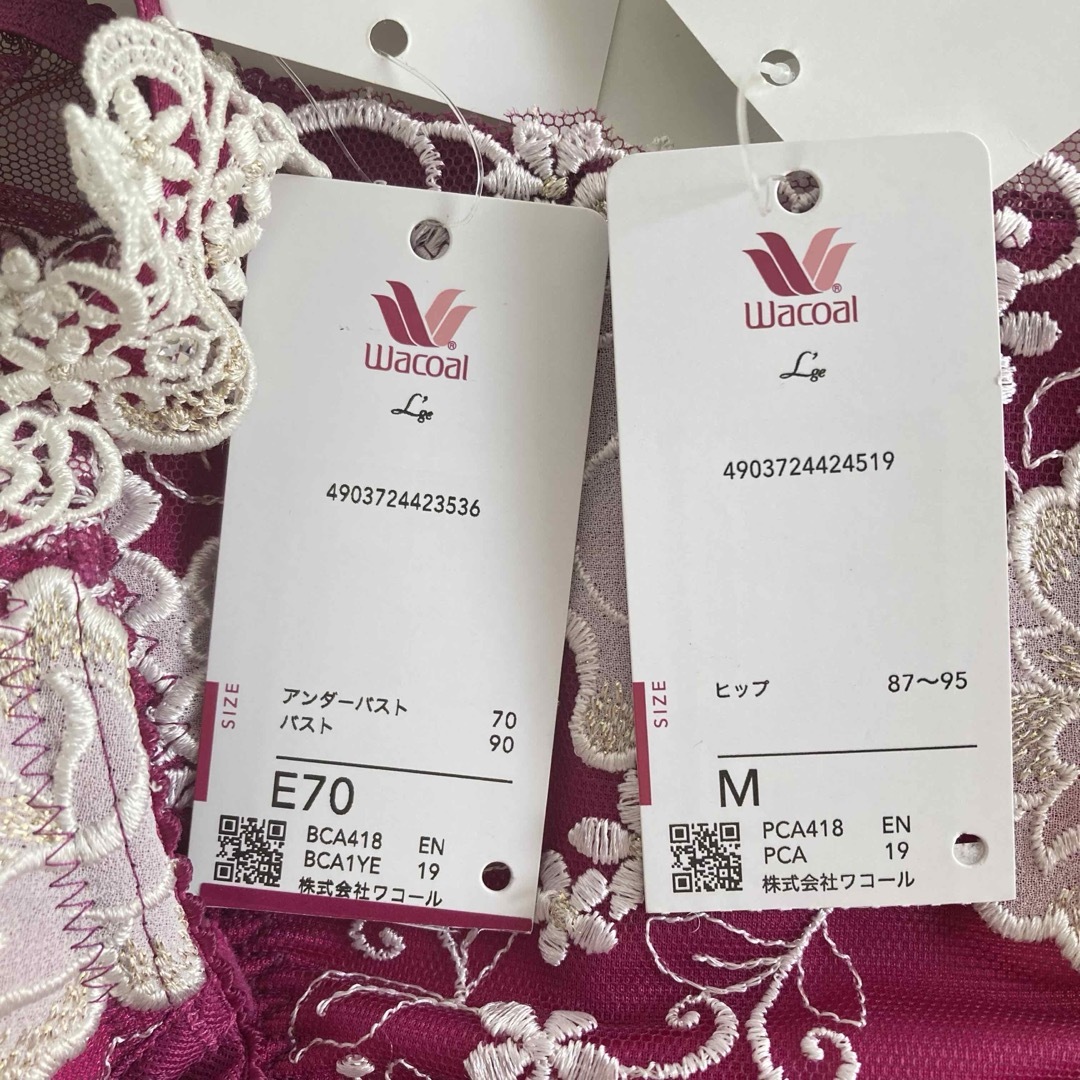 Wacoal
L'ge
4903724423536
SIZE
アンダーバスト 70
バスト 90
E70
BCA418 EN
BCA1YE 19
株式会社ワコール
Wacoal
L'ge
4903724424519
SIZE
ヒップ 87〜95
M
PCA418 EN
PCA 19
株式会社ワコール